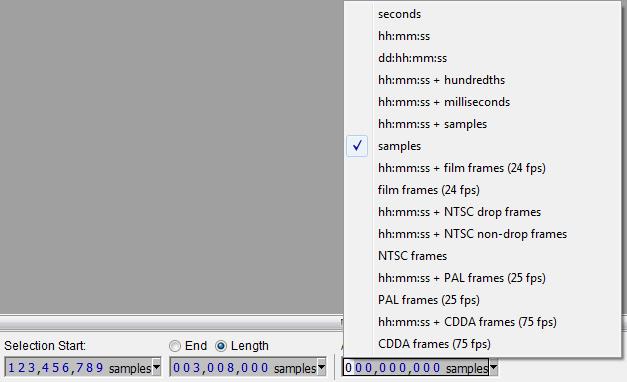 seconds
hh:mm:ss
dd:hh:mm:ss
hh:mm:ss + hundredths
hh:mm:ss + milliseconds
hh:mm:ss + samples
samples
hh:mm:ss + film frames (24 fps)
film frames (24 fps)
hh:mm:ss + NTSC drop frames
hh:mm:ss + NTSC non-drop frames
NTSC frames
hh:mm:ss + PAL frames (25 fps)
PAL frames (25 fps)
hh:mm:ss + CDDA frames (75 fps)
CDDA frames (75 fps)
Selection Start: End Length
123,456,789 samples 003,008,000 samples 000,000,000 samples